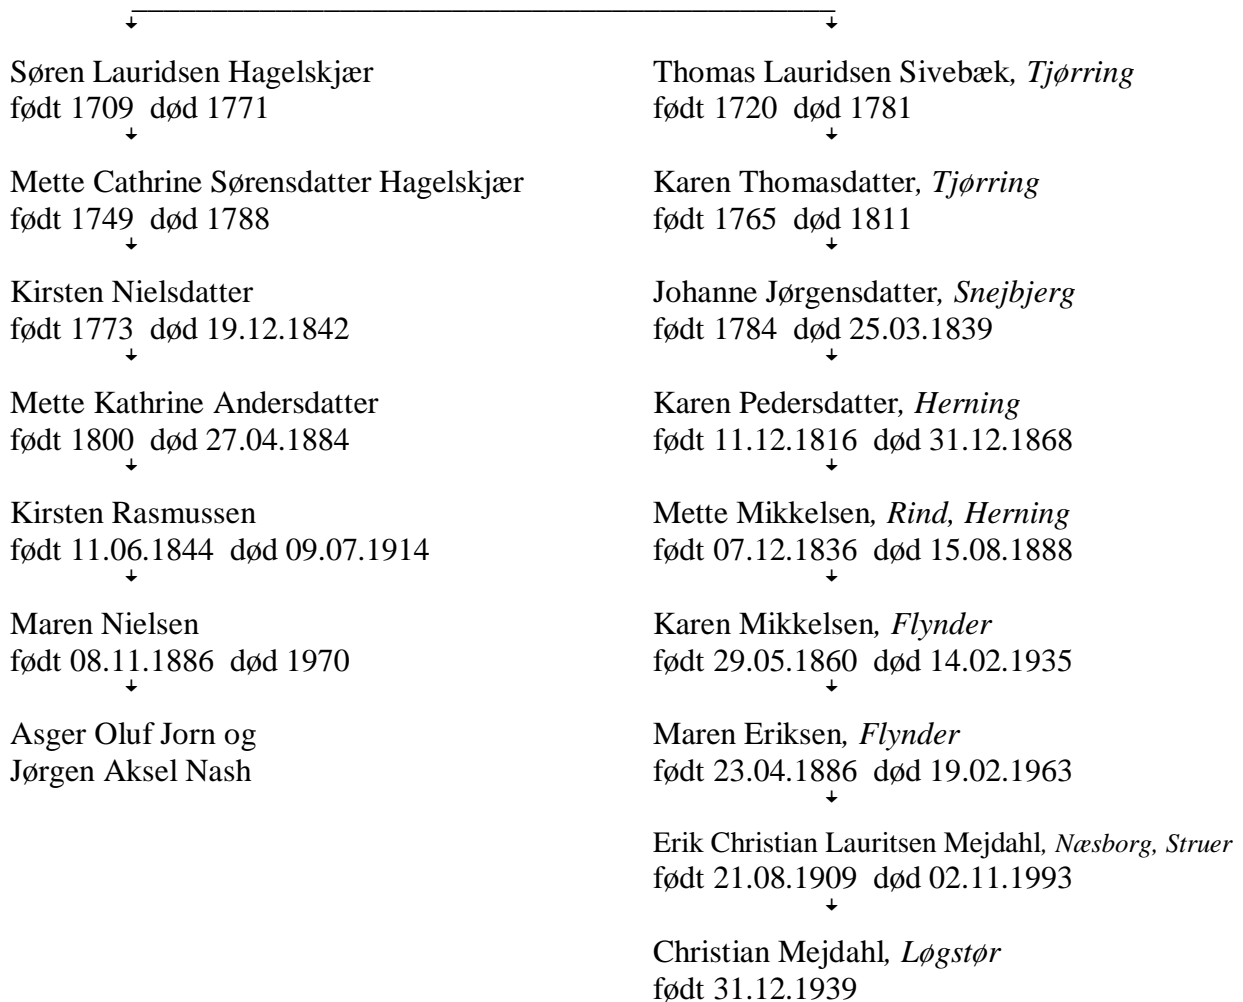 Søren Lauridsen Hagelskjær
født 1709 død 1771
Mette Cathrine Sørensdatter Hagelskjær
født 1749 død 1788
Kirsten Nielsdatter
født 1773 død 19.12.1842
Mette Kathrine Andersdatter
født 1800 død 27.04.1884
Kirsten Rasmussen
født 11.06.1844 død 09.07.1914
Maren Nielsen
født 08.11.1886 død 1970
Asger Oluf Jorn og
Jørgen Aksel Nash
Thomas Lauridsen Sivebæk, Tjørring
født 1720 død 1781
Karen Thomasdatter, Tjørring
født 1765 død 1811
Johanne Jørgensdatter, Snejbjerg
født 1784 død 25.03.1839
Karen Pedersdatter, Herning
født 11.12.1816 død 31.12.1868
Mette Mikkelsen, Rind, Herning
født 07.12.1836 død 15.08.1888
Karen Mikkelsen, Flynder
født 29.05.1860 død 14.02.1935
Maren Eriksen, Flynder
født 23.04.1886 død 19.02.1963
Erik Christian Lauritsen Mejdahl, Næsborg, Struer
født 21.08.1909 død 02.11.1993
Christian Mejdahl, Løgstør
født 31.12.1939